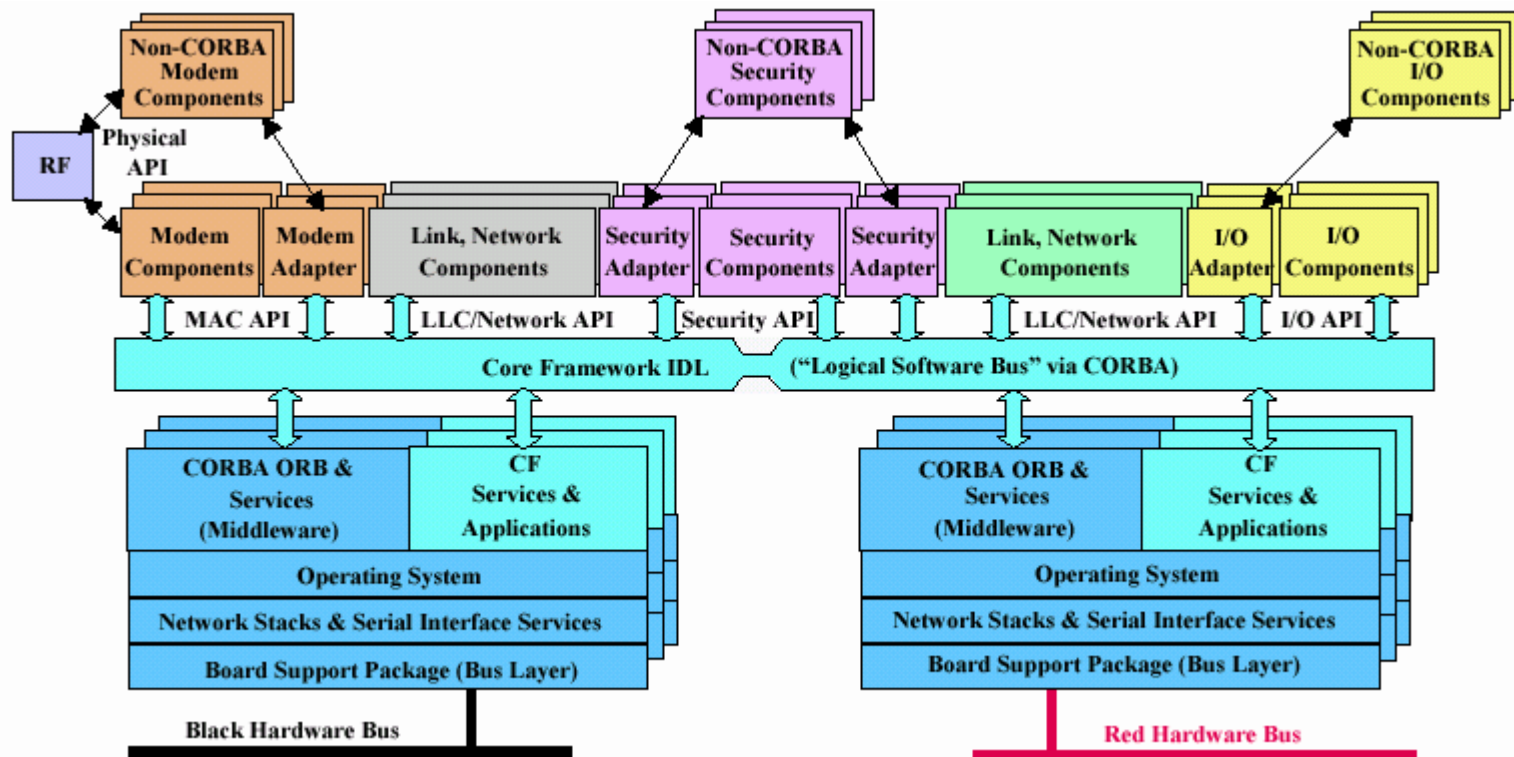 Non-CORBA
Modem
Components
Non-CORBA
Security
Components
Non-CORBA
I/O
Components
RF
Physical
API
Modem
Components
Modem
Adapter
Link, Network
Components
Security
Adapter
Security
Components
Security
Adapter
Link, Network
Components
I/O
Adapter
I/O
Components
MAC API
LLC/Network API
Security API
LLC/Network API
I/O API
Core Framework IDL
(“Logical Software Bus” via CORBA)
CORBA ORB &
Services
(Middleware)
CF
Services &
Applications
Operating System
Network Stacks & Serial Interface Services
Board Support Package (Bus Layer)
CORBA ORB &
Services
(Middleware)
CF
Services &
Applications
Operating System
Network Stacks & Serial Interface Services
Board Support Package (Bus Layer)
Black Hardware Bus
Red Hardware Bus